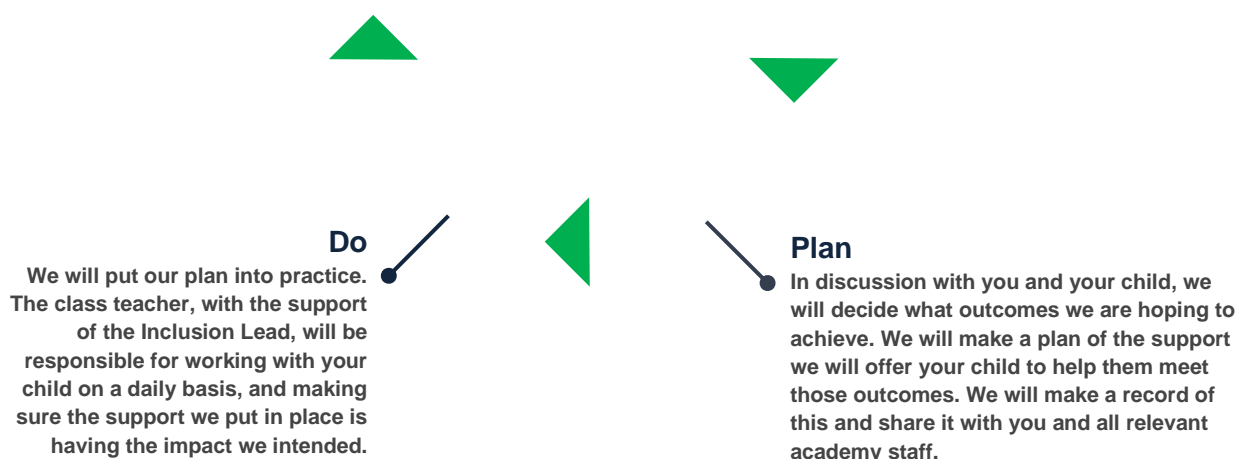 Do
We will put our plan into practice.
The class teacher, with the support
of the Inclusion Lead, will be
responsible for working with your
child on a daily basis, and making
sure the support we put in place is
having the impact we intended.
Plan
In discussion with you and your child, we
will decide what outcomes we are hoping to
achieve. We will make a plan of the support
we will offer your child to help them meet
those outcomes. We will make a record of
this and share it with you and all relevant
academy staff.